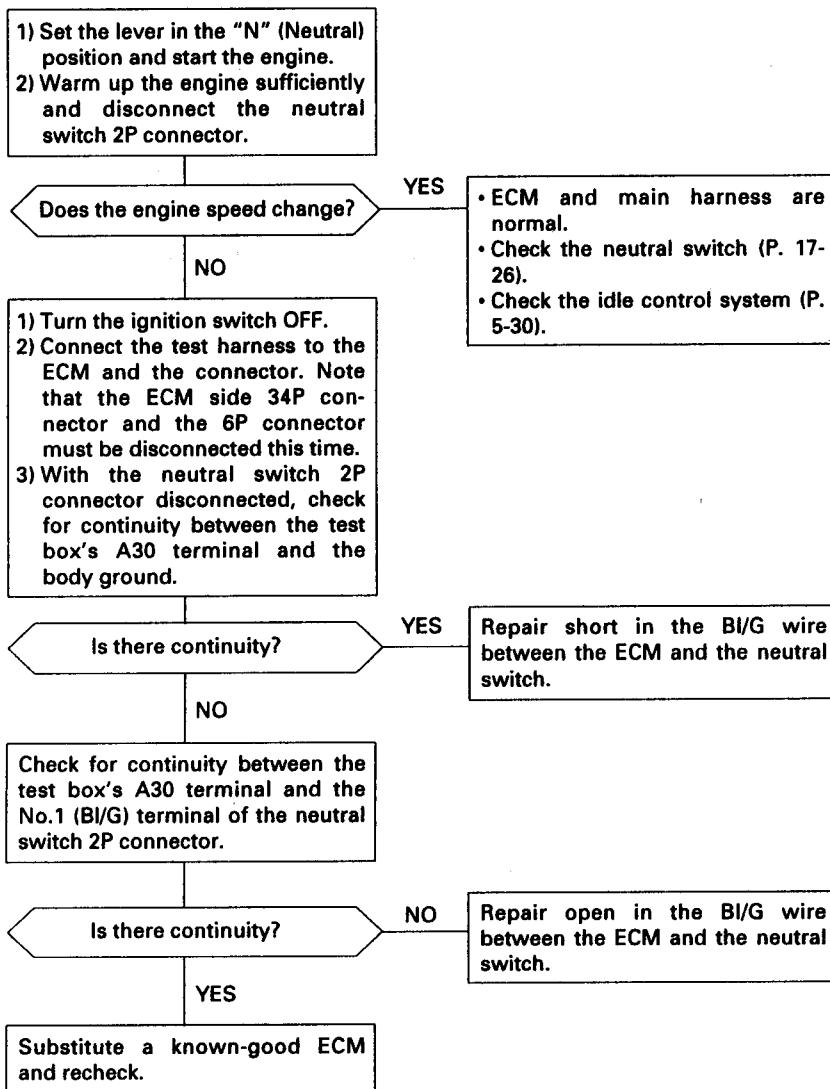 1) Set the lever in the “N” (Neutral)
position and start the engine.
2) Warm up the engine sufficiently
and disconnect the neutral
switch 2P connector.
Does the engine speed change?
YES
• ECM and main harness are
normal.
• Check the neutral switch (P. 17-
26).
• Check the idle control system (P.
5-30).
NO
1) Turn the ignition switch OFF.
2) Connect the test harness to the
ECM and the connector. Note
that the ECM side 34P con-
nector and the 6P connector
must be disconnected this time.
3) With the neutral switch 2P
connector disconnected, check
for continuity between the test
box's A30 terminal and the
body ground.
Is there continuity?
YES
Repair short in the Bl/G wire
between the ECM and the neutral
switch.
NO
Check for continuity between the
test box's A30 terminal and the
No.1 (Bl/G) terminal of the neutral
switch 2P connector.
Is there continuity?
NO
Repair open in the Bl/G wire
between the ECM and the neutral
switch.
YES
Substitute a known-good ECM
and recheck.